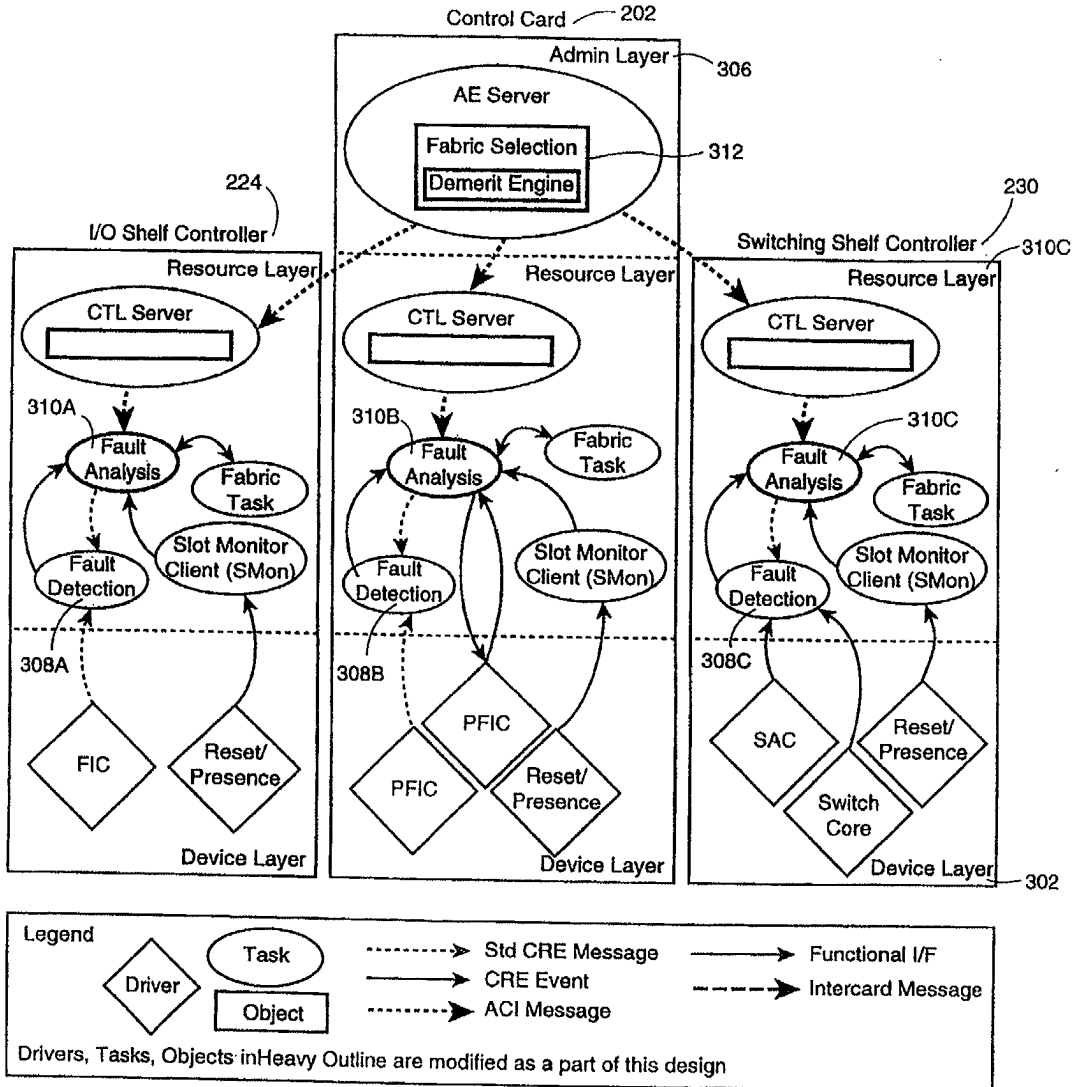 Control Card 202
Admin Layer 306
AE Server
Fabric Selection 312
Demerit Engine
224
I/O Shelf Controller
230
Switching Shelf Controller
310C
Resource Layer
Resource Layer
Resource Layer
CTL Server
CTL Server
CTL Server
310A
310B
310C
Fault
Analysis
Fabric
Task
Fault
Analysis
Fabric
Task
Fault
Analysis
Fabric
Task
Fault
Detection
Slot Monitor
Client (SMon)
Fault
Detection
Slot Monitor
Client (SMon)
Fault
Detection
Slot Monitor
Client (SMon)
308A
308B
308C
FIC
Reset/
Presence
PFIC
PFIC
Reset/
Presence
SAC
Switch
Core
Reset/
Presence
Device Layer
Device Layer
Device Layer 302
Legend
Driver
Task
Object
Std CRE Message
CRE Event
ACI Message
Functional I/F
Intercard Message
Drivers, Tasks, Objects inHeavy Outline are modified as a part of this design